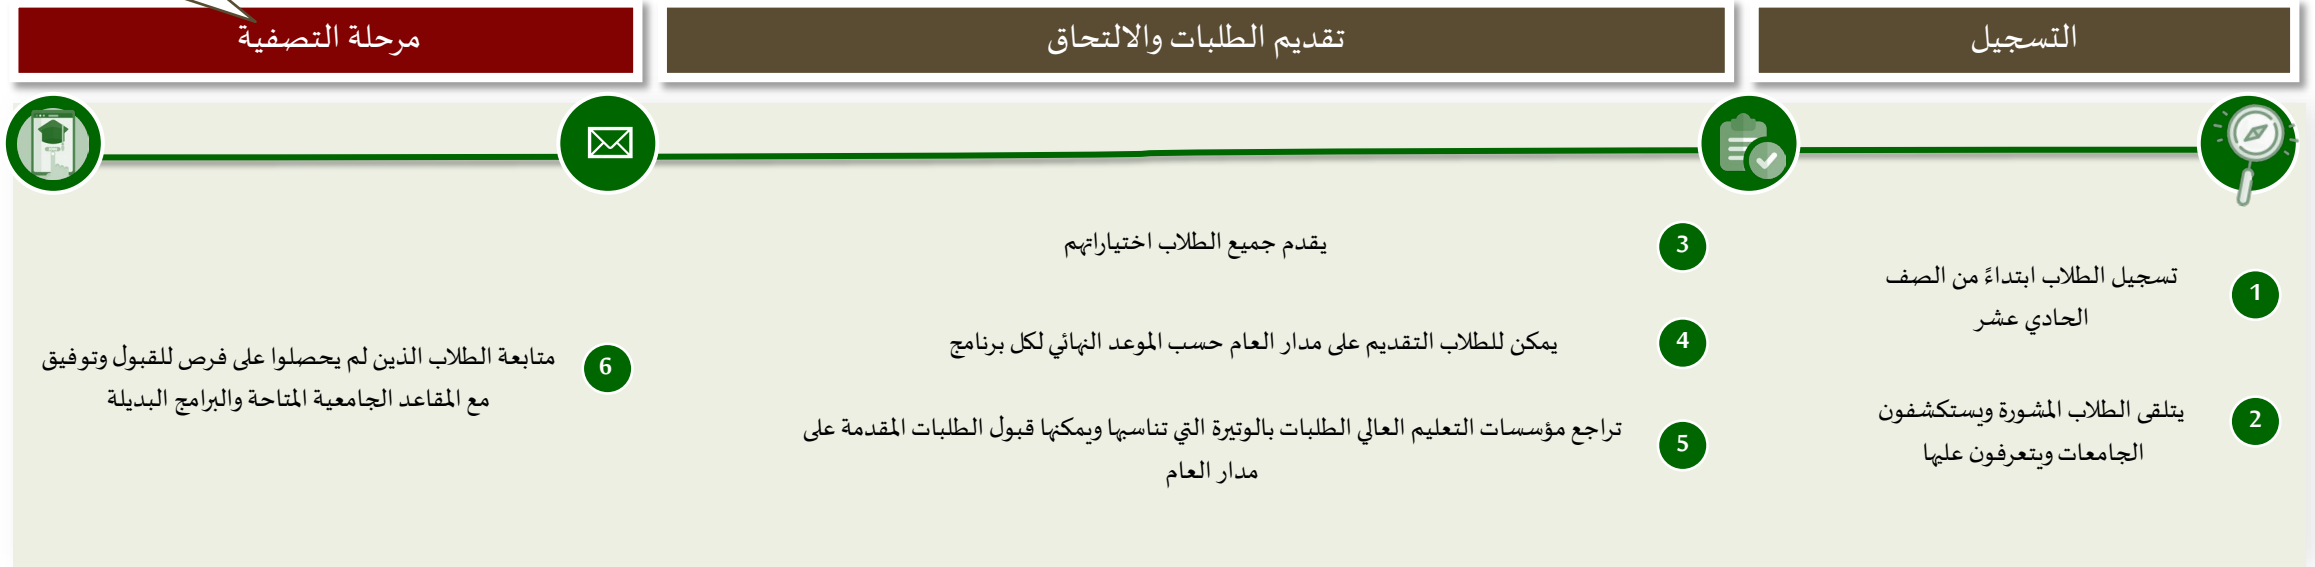 التسجيل
تقديم الطلبات والالتحاق
مرحلة التصفية
1
تسجيل الطلاب ابتداءً من الصف
الحادي عشر
2
يتلقى الطلاب المشورة ويستكشفون
الجامعات ويتعرفون عليها
3
يقدم جميع الطلاب اختياراتهم
4
يمكن للطلاب التقديم على مدار العام حسب الموعد النهائي لكل برنامج
5
تراجع مؤسسات التعليم العالي الطلبات بالوتيرة التي تناسبها ويمكنها قبول الطلبات المقدمة على
مدار العام
6
متابعة الطلاب الذين لم يحصلوا على فرص للقبول وتوفيق
مع المقاعد الجامعية المتاحة والبرامج البديلة